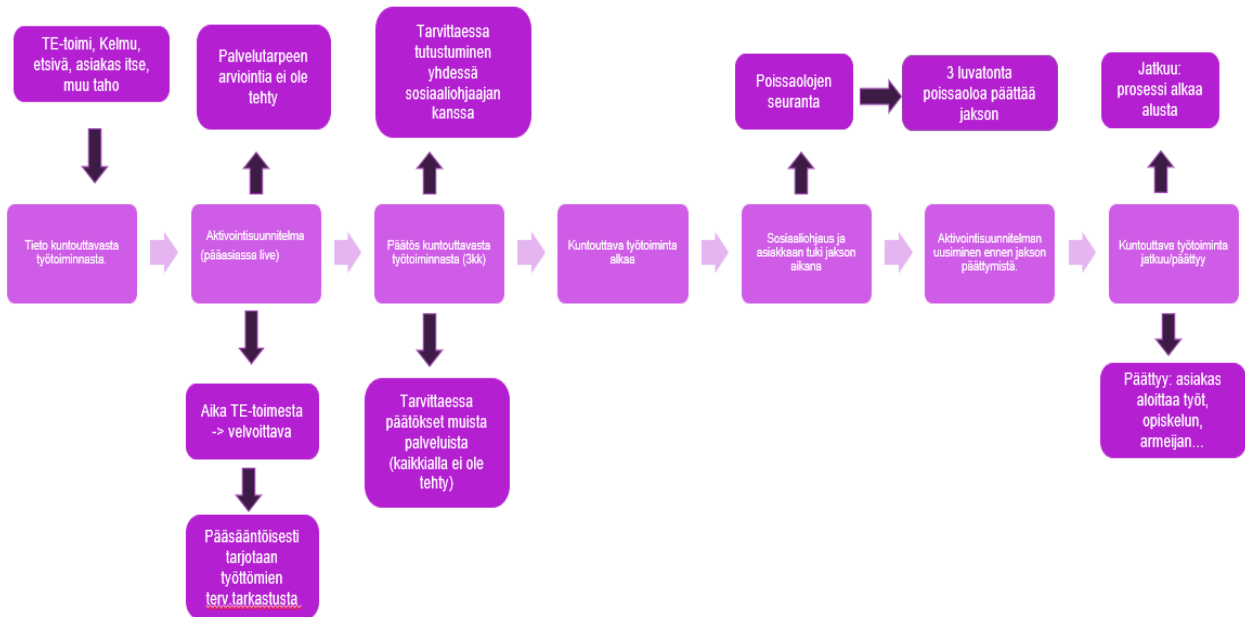 TE-toimi, Kelmu,
etsivä, asiakas itse,
muu taho
Palvelutarpeen
arviointia ei ole
tehty
Tarvittaessa
tutustuminen
yhdessä
sosiaaliohjaajan
kanssa
Poissaolojen
seuranta
3 luvatonta
poissaoloa päättää
jakson
Jatkuu:
prosessi alkaa
alusta
Tieto kuntouttavasta
työtoiminnasta.
Aktivointisuunnitelma
(pääasiassa live)
Päätös kuntouttavasta
työtoiminnasta (3kk)
Kuntouttava työtoiminta
alkaa
Sosiaaliohjaus ja
asiakkaan tuki jakson
aikana
Aktivointisuunnitelman
uusiminen ennen jakson
päättymistä.
Kuntouttava työtoiminta
jatkuu/päättyy
Aika TE-toimesta
-> velvoittava
Tarvittaessa
päätökset muista
palveluista
(kaikkialla ei ole
tehty)
Päättyy: asiakas
aloittaa työt,
opiskelun,
armeijan...
Pääsääntöisesti
tarjotaan
työttömien
terv.tarkastusta